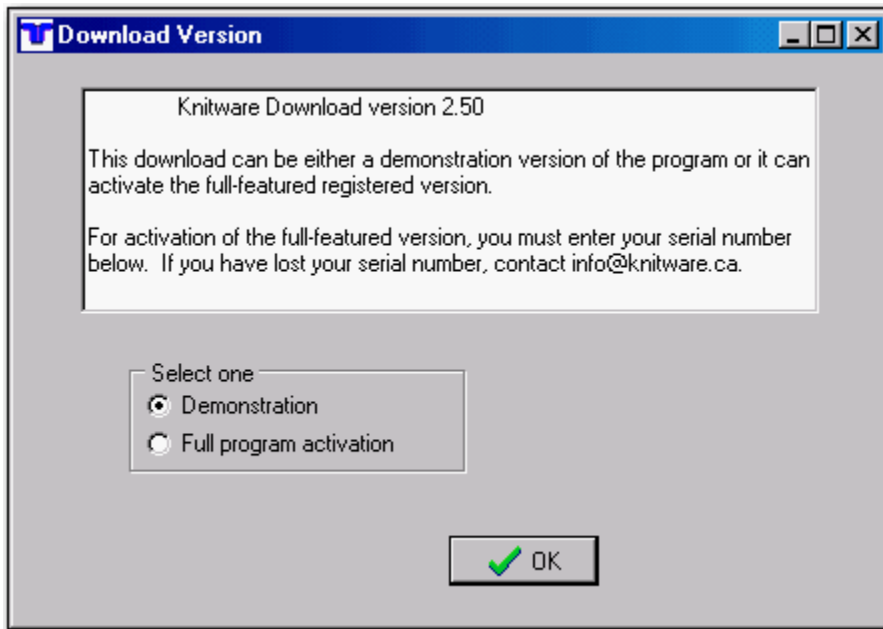 Download Version
Knitware Download version 2.50
This download can be either a demonstration version of the program or it can
activate the full-featured registered version.
For activation of the full-featured version, you must enter your serial number
below.  If you have lost your serial number, contact info@knitware.ca.
Select one
Demonstration
Full program activation
OK